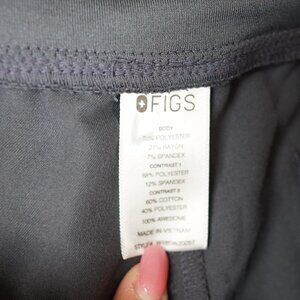 FIGS
BODY
72% POLYESTER
21% RAYON
7% SPANDEX
CONTRAST 1
88% POLYESTER
12% SPANDEX
CONTRAST 2
60% COTTON
40% POLYESTER
100% AWESOME
MADE IN VIETNAM
STYLE#